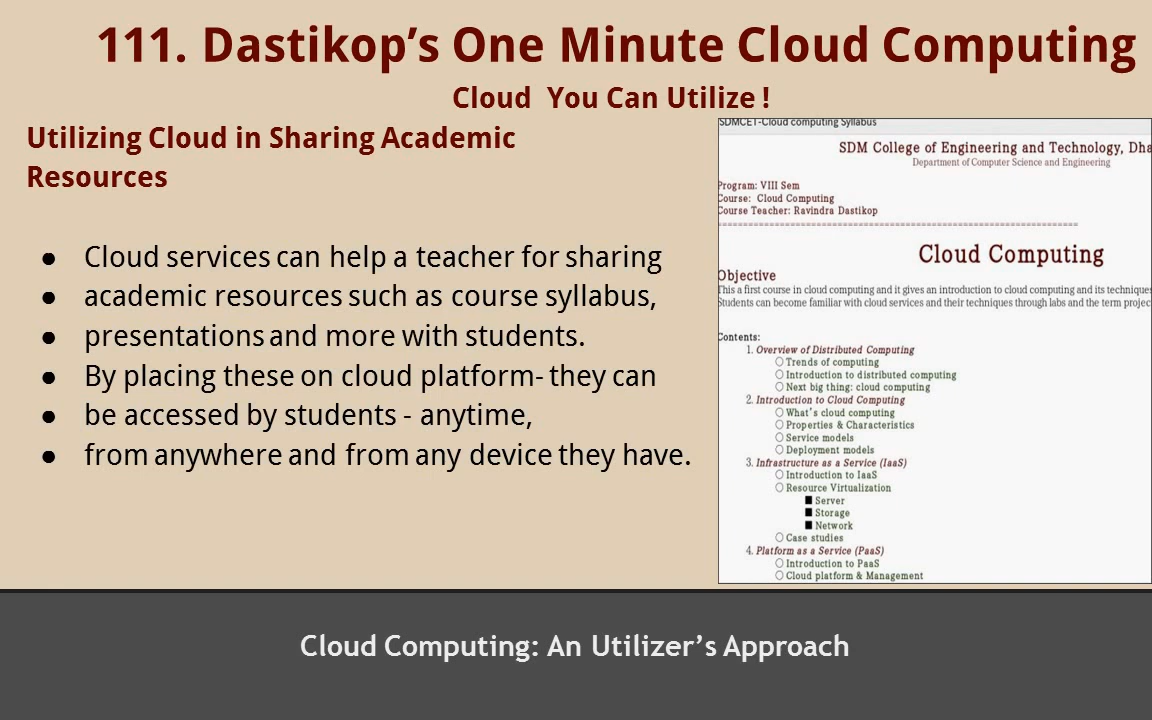 111. Dastikop’s One Minute Cloud Computing
Cloud You Can Utilize !
Utilizing Cloud in Sharing Academic
Resources
● Cloud services can help a teacher for sharing
● academic resources such as course syllabus,
● presentations and more with students.
● By placing these on cloud platform- they can
● be accessed by students - anytime,
● from anywhere and from any device they have.
SDMCET-Cloud computing Syllabus
SDM College of Engineering and Technology, Dha
Department of Computer Science and Engineering
Program: VIII Sem
Course: Cloud Computing
Course Teacher: Ravindra Dastikop
Cloud Computing
Objective
This a first course in cloud computing and it gives an introduction to cloud computing and its techniques
Students can become familiar with cloud services and their techniques through labs and the term projec
Contents:
1. Overview of Distributed Computing
○ Trends of computing
○ Introduction to distributed computing
○ Next big thing: cloud computing
2. Introduction to Cloud Computing
○ What’s cloud computing
○ Properties & Characteristics
○ Service models
○ Deployment models
3. Infrastructure as a Service (IaaS)
○ Introduction to IaaS
○ Resource Virtualization
■ Server
■ Storage
■ Network
○ Case studies
4. Platform as a Service (PaaS)
○ Introduction to PaaS
○ Cloud platform & Management
Cloud Computing: An Utilizer’s Approach